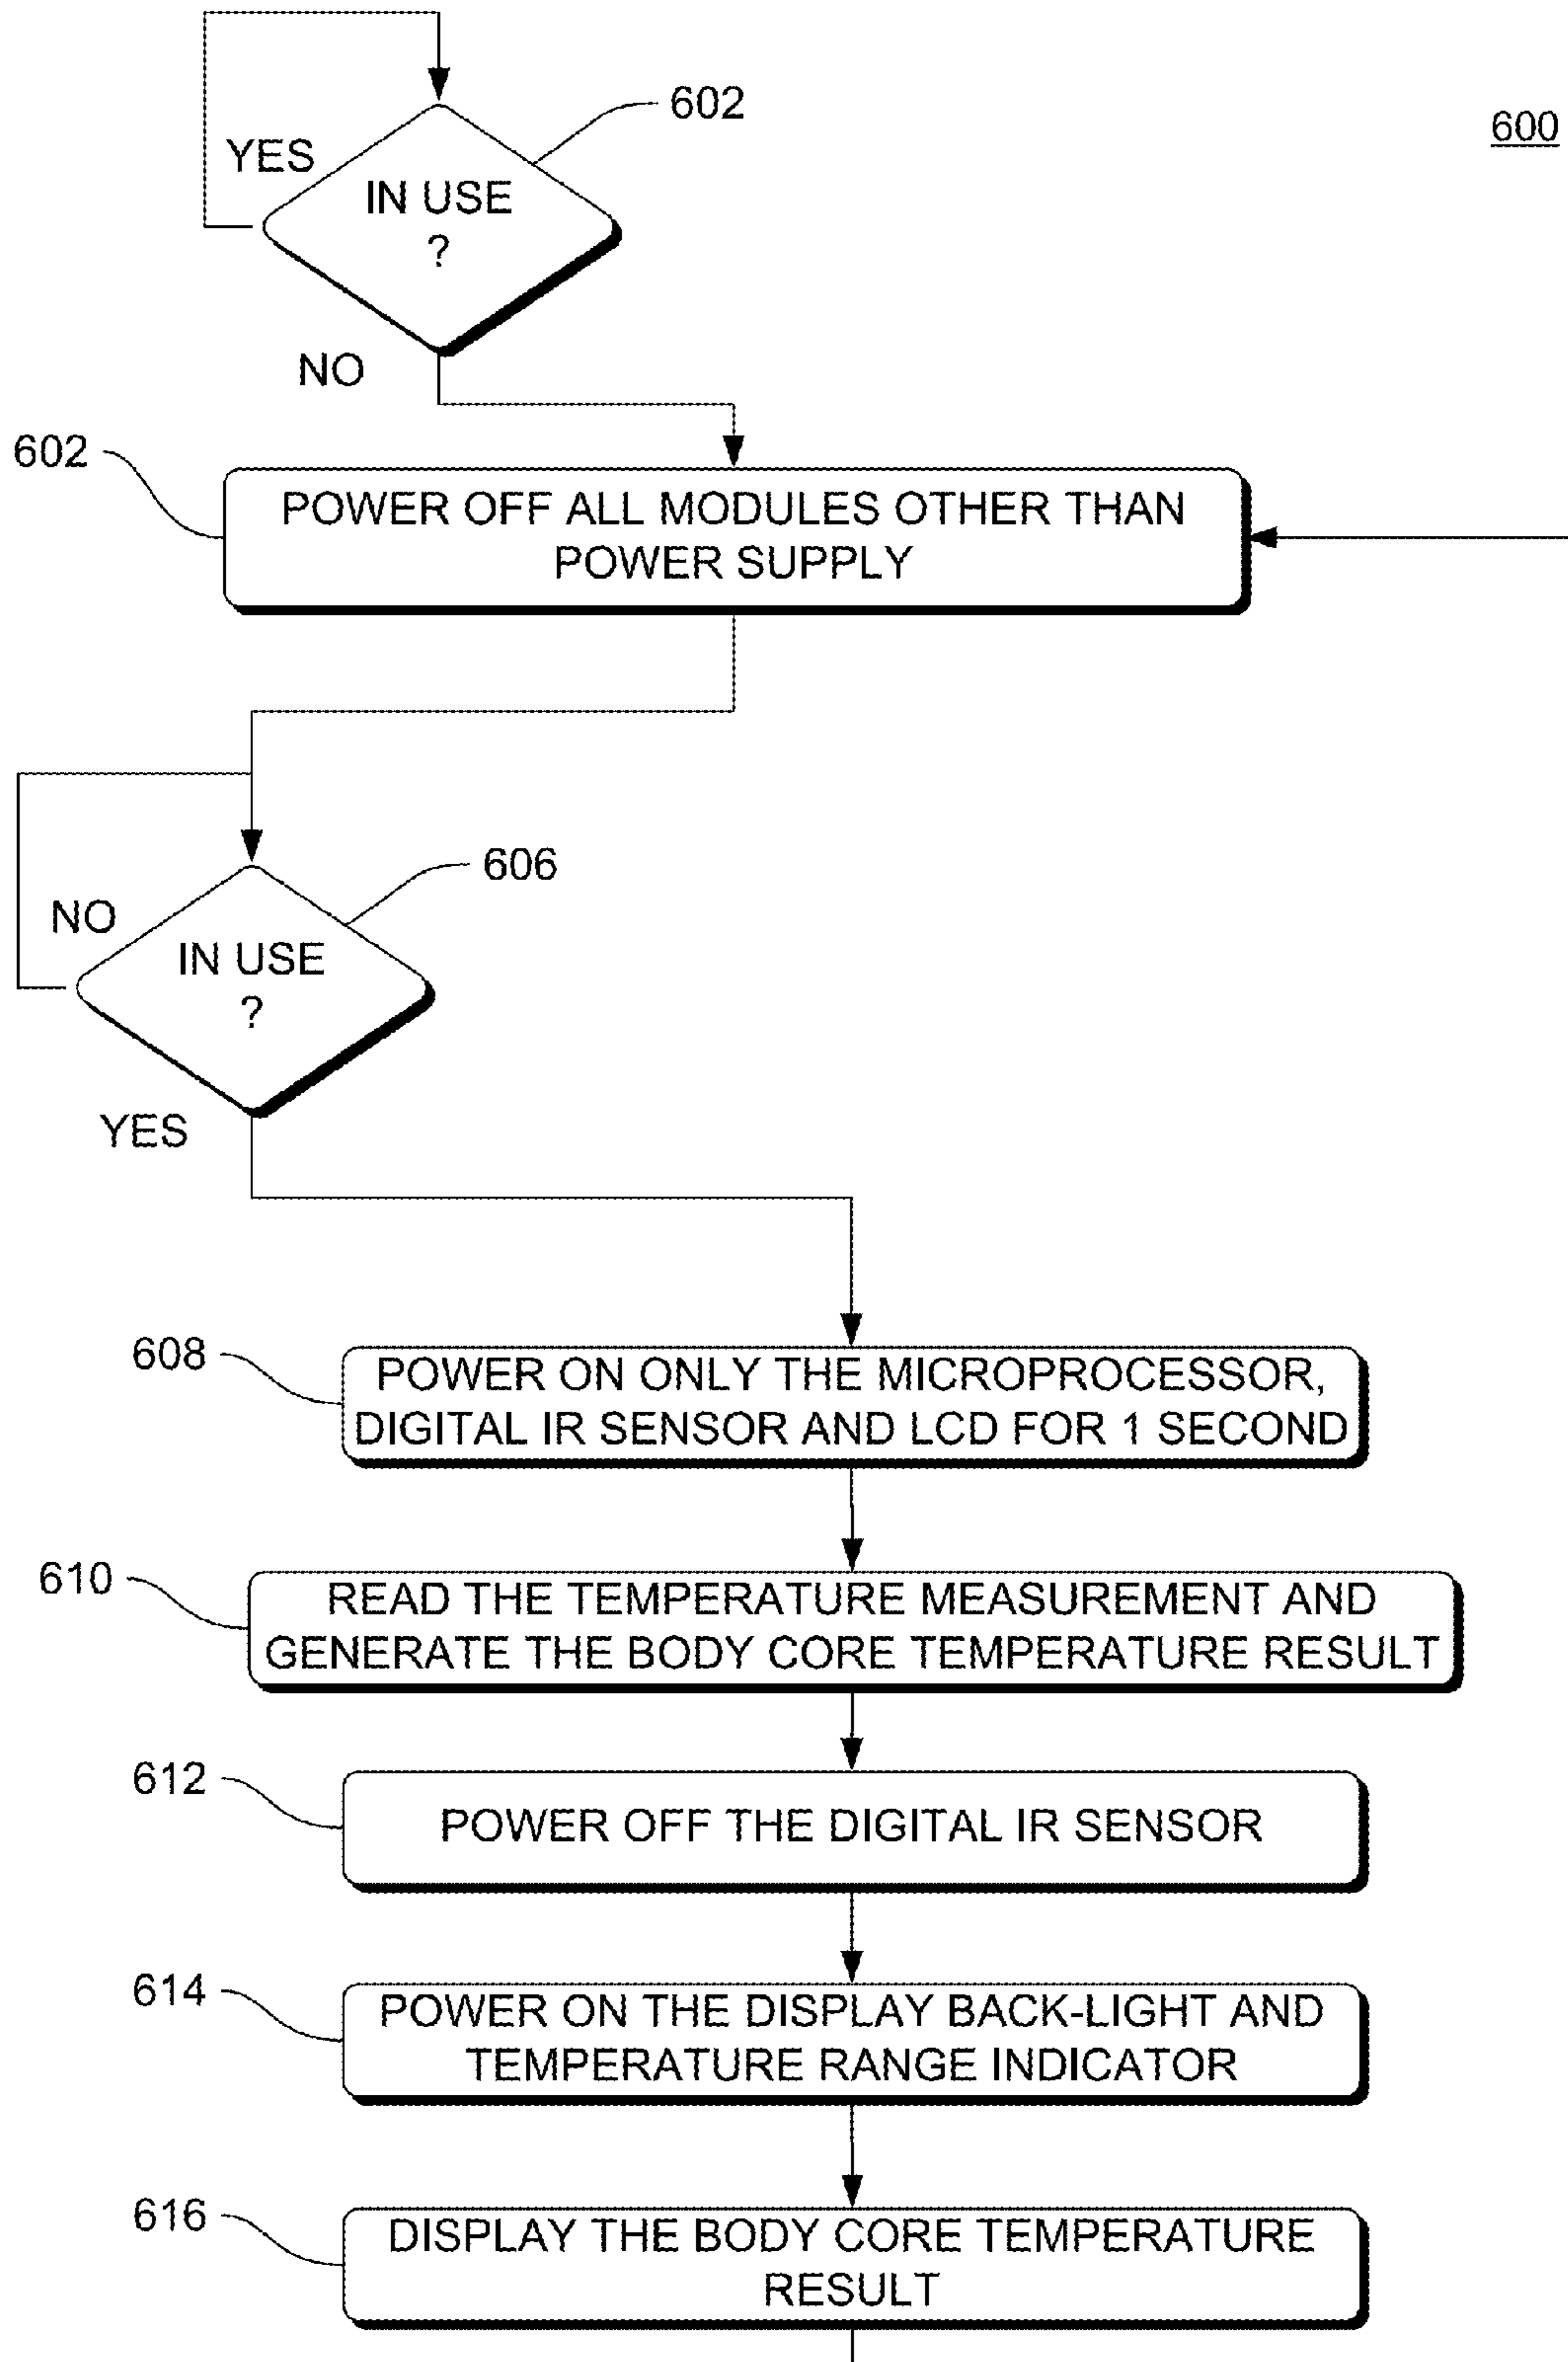 602
600
YES
IN USE
?
NO
602
POWER OFF ALL MODULES OTHER THAN
POWER SUPPLY
606
NO
IN USE
?
YES
608
POWER ON ONLY THE MICROPROCESSOR,
DIGITAL IR SENSOR AND LCD FOR 1 SECOND
610
READ THE TEMPERATURE MEASUREMENT AND
GENERATE THE BODY CORE TEMPERATURE RESULT
612
POWER OFF THE DIGITAL IR SENSOR
614
POWER ON THE DISPLAY BACK-LIGHT AND
TEMPERATURE RANGE INDICATOR
616
DISPLAY THE BODY CORE TEMPERATURE
RESULT